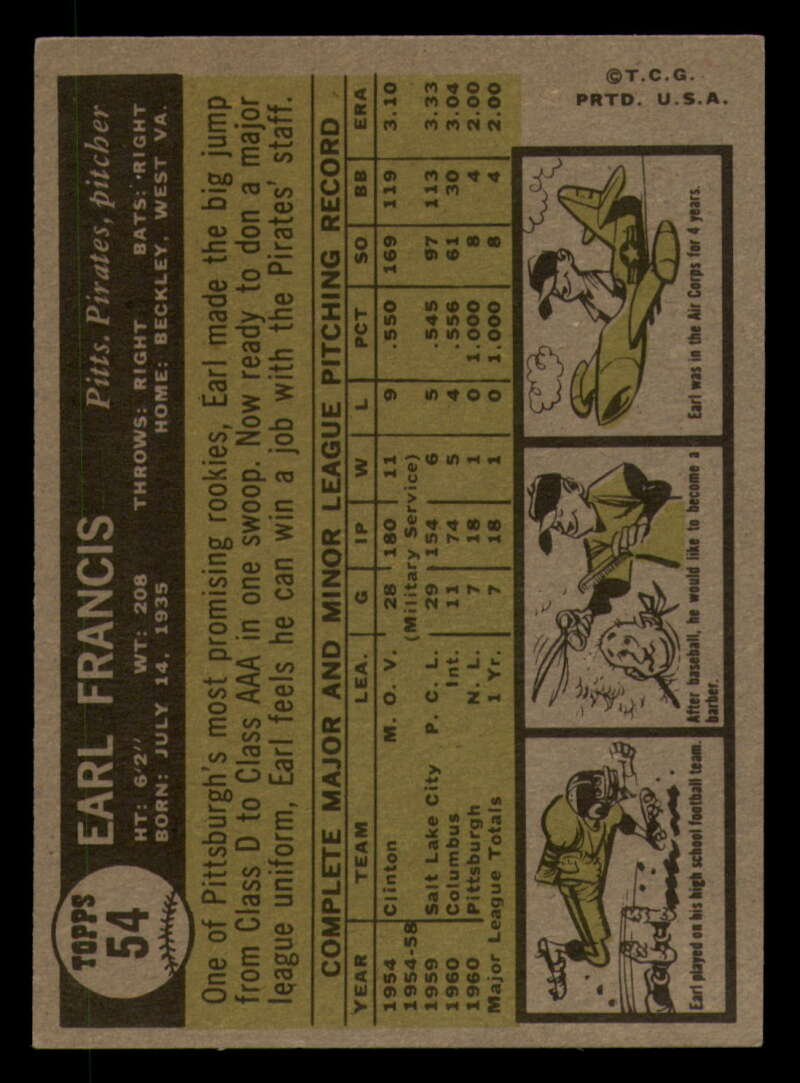 TOPPS
54
EARL FRANCIS Pitts. Pirates, pitcher
HT: 6'2" WT: 208 THROWS: RIGHT BATS: RIGHT
BORN: JULY 14, 1935 HOME: BECKLEY, WEST VA.
One of Pittsburgh's most promising rookies, Earl made the big jump
from Class D to Class AAA in one swoop. Now ready to don a major
league uniform, Earl feels he can win a job with the Pirates' staff.
COMPLETE MAJOR AND MINOR LEAGUE PITCHING RECORD
YEAR TEAM LEA. G IP W L PCT SO BB ERA
1954 Clinton M. O. V. 28 180 11 9 .550 169 119 3.10
1954-58 (Military Service)
1959 Salt Lake City P. C. L. 29 154 6 5 .545 97 113 3.33
1960 Columbus Int. 11 74 5 4 .556 61 30 3.04
1960 Pittsburgh N. L. 7 18 1 0 1.000 8 4 2.00
Major League Totals 1 Yr. 7 18 1 0 1.000 8 4 2.00
Earl played on his high school football team.
After baseball, he would like to become a
barber.
Earl was in the Air Corps for 4 years.
©T.C.G.
PRTD. U.S.A.